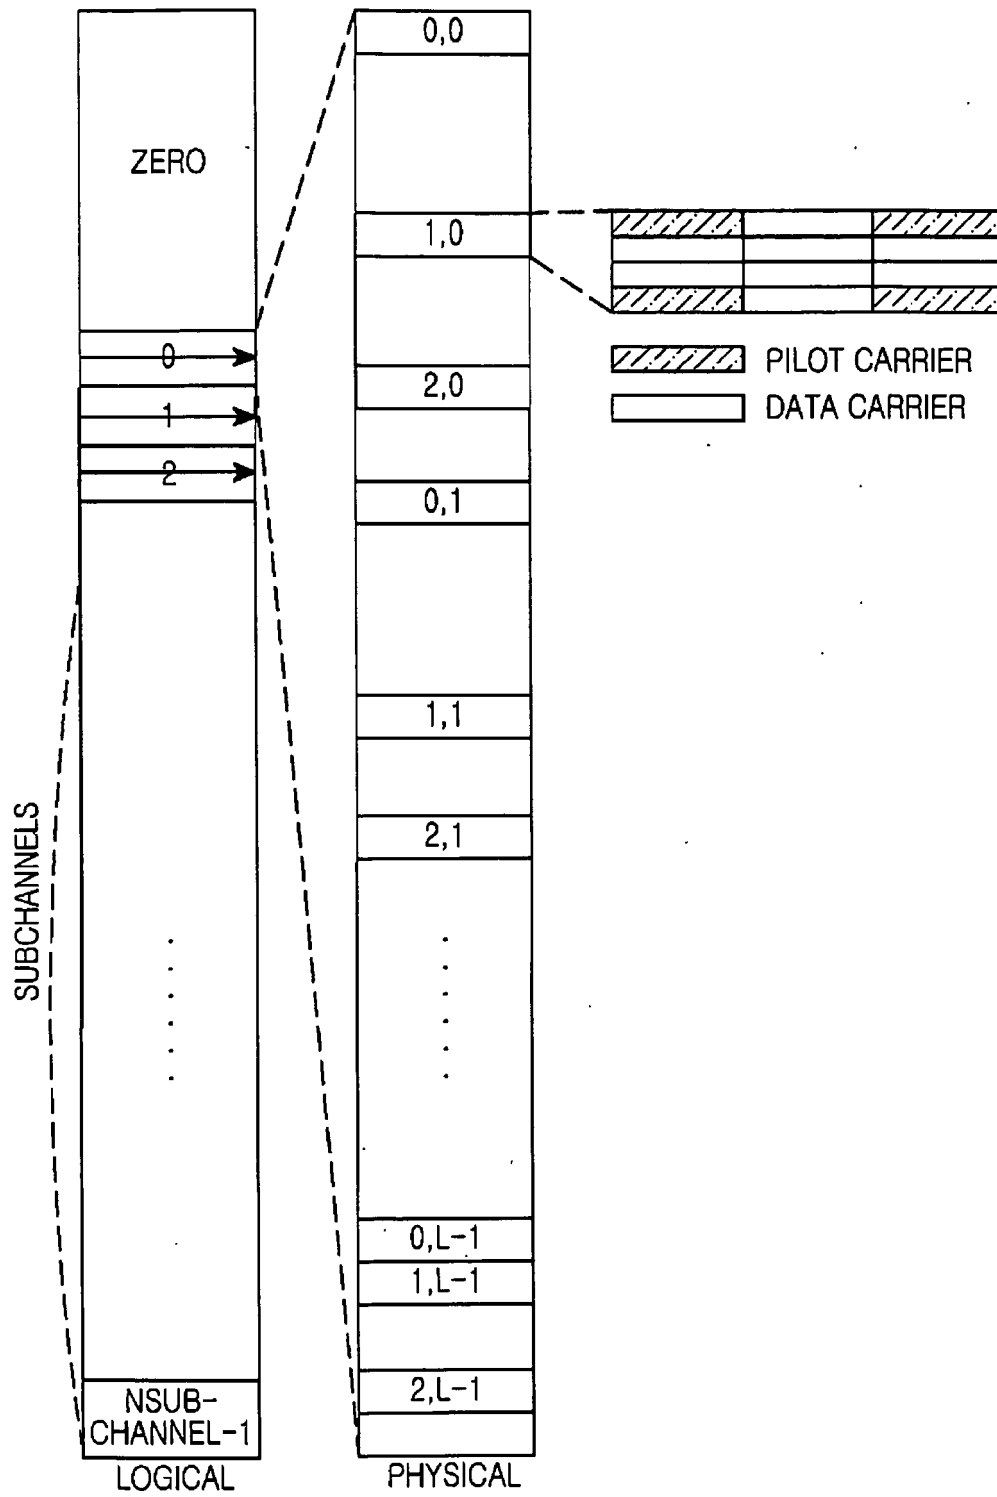 ZERO
0
1
2
SUBCHANNELS
NSUB-
CHANNEL-1
LOGICAL
0,0
1,0
2,0
0,1
1,1
2,1
0,L-1
1,L-1
2,L-1
PHYSICAL
PILOT CARRIER
DATA CARRIER